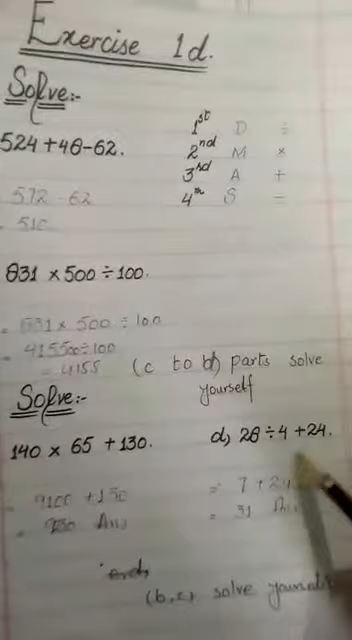 Exercise 1d.
Solve:-
1st D ÷
524+48-62.
2nd M ×
3rd A +
572-62
4th S -
510
831 × 500 ÷ 100.
= 831 × 500 ÷ 100
= 415500÷100
= 4155
(c to b) parts solve
yourself
Solve:-
140 × 65 + 130.
d, 28÷4+24.
= 9100 + 130
= 7 + 24
= Ans
= 31 Ans
(b,c) solve yourself